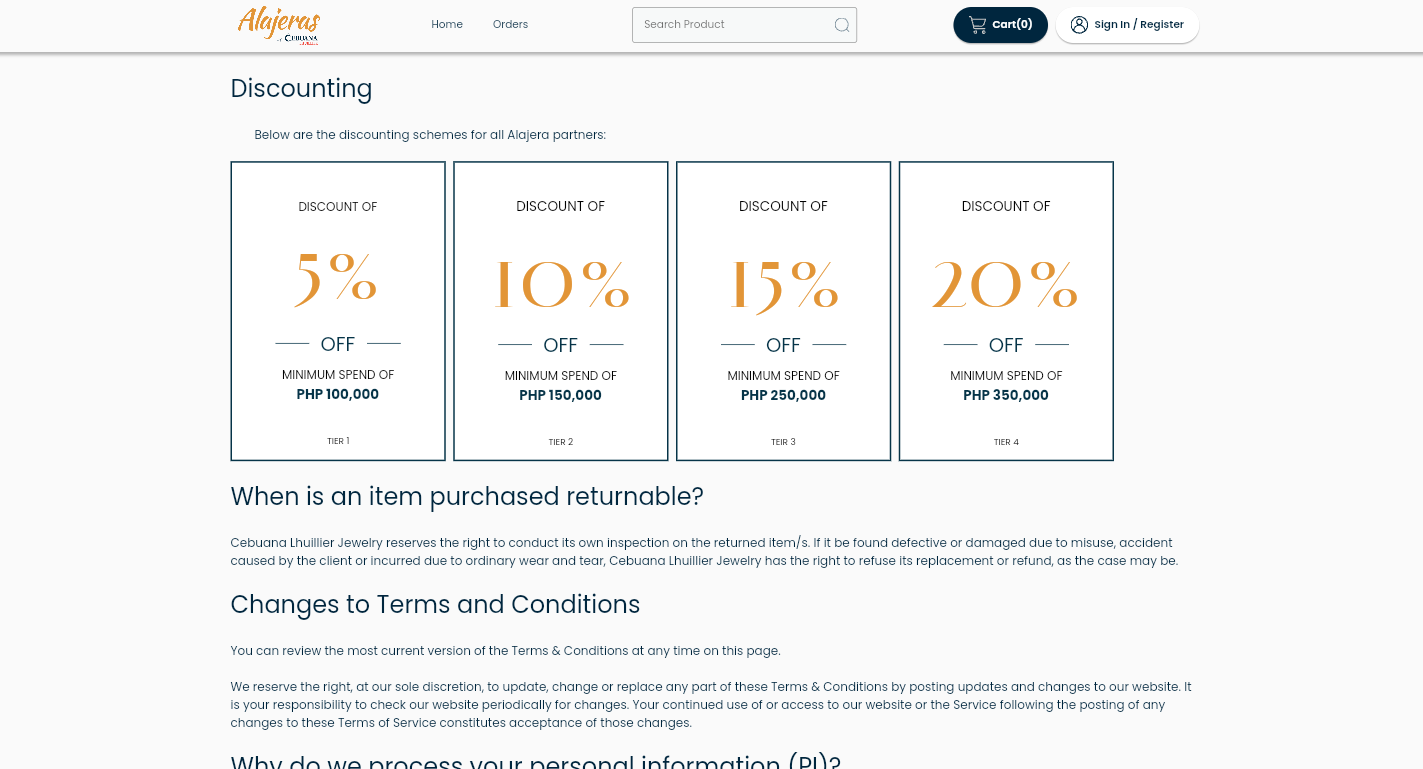 Alajeras
by CEBUANA
Home
Orders
Search Product
Cart(0)
Sign In / Register
Discounting
Below are the discounting schemes for all Alajera partners:
DISCOUNT OF
5%
OFF
MINIMUM SPEND OF
PHP 100,000
TIER 1
DISCOUNT OF
10%
OFF
MINIMUM SPEND OF
PHP 150,000
TIER 2
DISCOUNT OF
15%
OFF
MINIMUM SPEND OF
PHP 250,000
TEIR 3
DISCOUNT OF
20%
OFF
MINIMUM SPEND OF
PHP 350,000
TIER 4
When is an item purchased returnable?
Cebuana Lhuillier Jewelry reserves the right to conduct its own inspection on the returned item/s. If it be found defective or damaged due to misuse, accident
caused by the client or incurred due to ordinary wear and tear, Cebuana Lhuillier Jewelry has the right to refuse its replacement or refund, as the case may be.
Changes to Terms and Conditions
You can review the most current version of the Terms & Conditions at any time on this page.
We reserve the right, at our sole discretion, to update, change or replace any part of these Terms & Conditions by posting updates and changes to our website. It
is your responsibility to check our website periodically for changes. Your continued use of or access to our website or the Service following the posting of any
changes to these Terms of Service constitutes acceptance of those changes.
Why do we process your personal information (PI)?